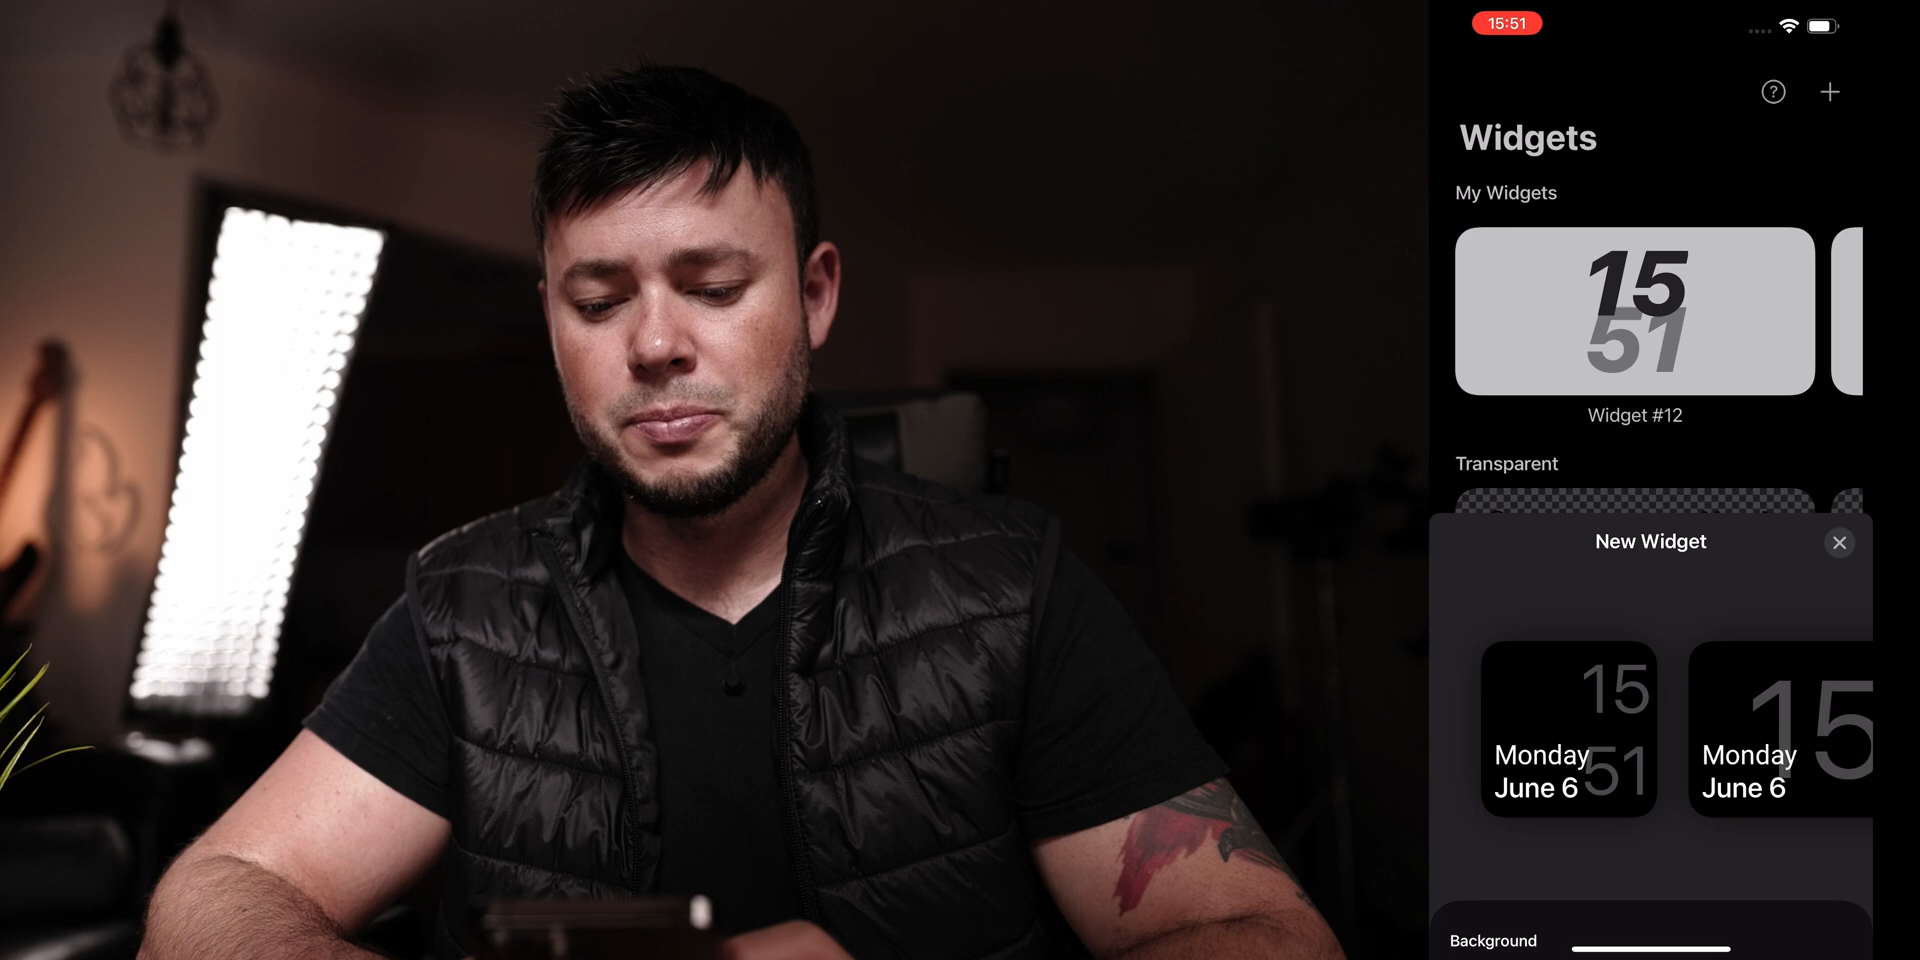 15:51
?
Widgets
My Widgets
15
51
Widget #12
Transparent
New Widget
15
51
Monday
June 6
15
Monday
June 6
Background